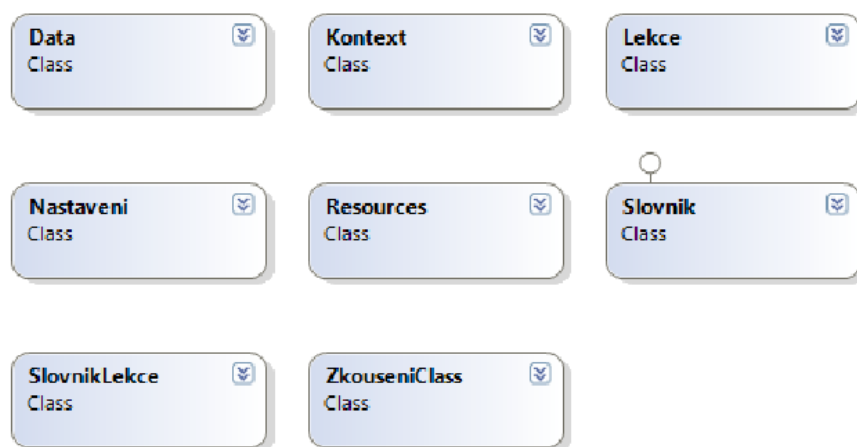 Data
Class
Kontext
Class
Lekce
Class
Nastaveni
Class
Resources
Class
Slovnik
Class
SlovnikLekce
Class
ZkouseniClass
Class